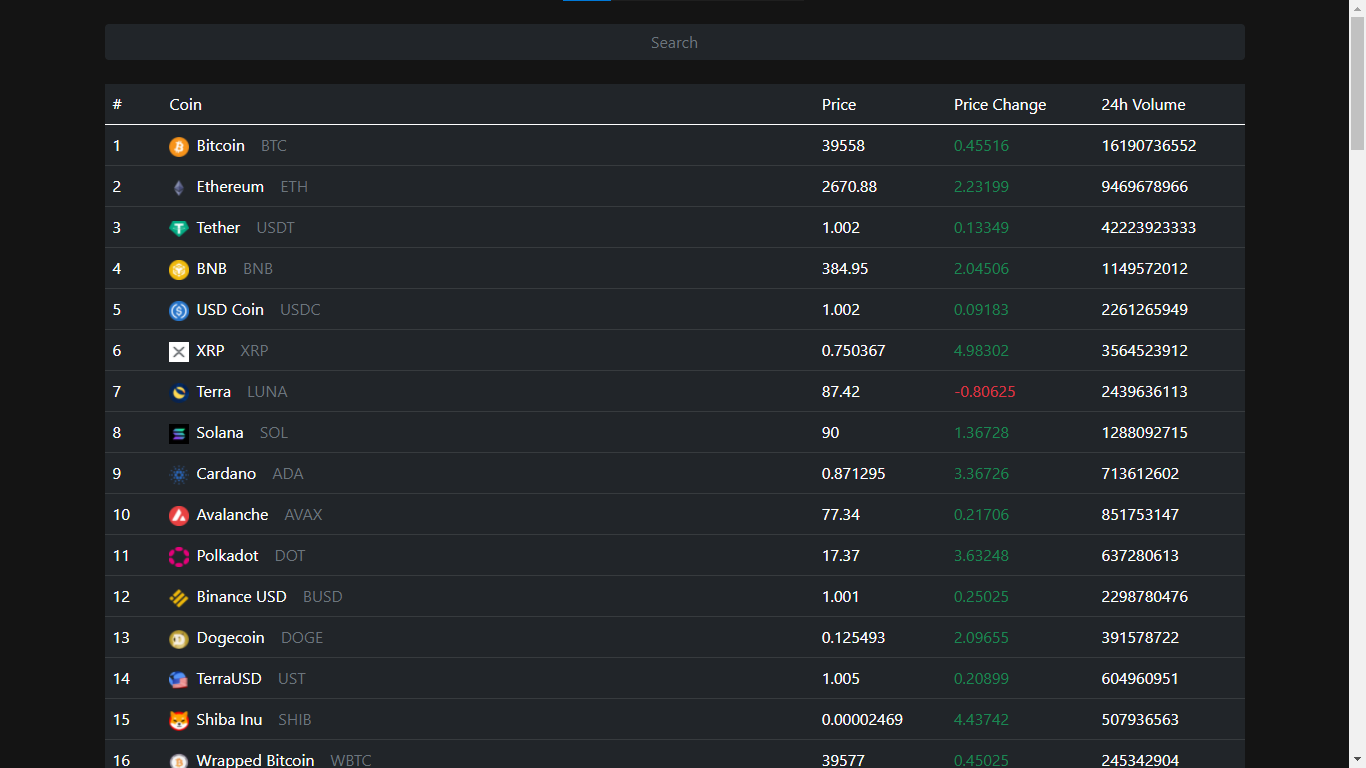 Search
# Coin Price Price Change 24h Volume
1 Bitcoin BTC 39558 0.45516 16190736552
2 Ethereum ETH 2670.88 2.23199 9469678966
3 Tether USDT 1.002 0.13349 42223923333
4 BNB BNB 384.95 2.04506 1149572012
5 USD Coin USDC 1.002 0.09183 2261265949
6 XRP XRP 0.750367 4.98302 3564523912
7 Terra LUNA 87.42 -0.80625 2439636113
8 Solana SOL 90 1.36728 1288092715
9 Cardano ADA 0.871295 3.36726 713612602
10 Avalanche AVAX 77.34 0.21706 851753147
11 Polkadot DOT 17.37 3.63248 637280613
12 Binance USD BUSD 1.001 0.25025 2298780476
13 Dogecoin DOGE 0.125493 2.09655 391578722
14 TerraUSD UST 1.005 0.20899 604960951
15 Shiba Inu SHIB 0.00002469 4.43742 507936563
16 Wrapped Bitcoin WBTC 39577 0.45025 245342904